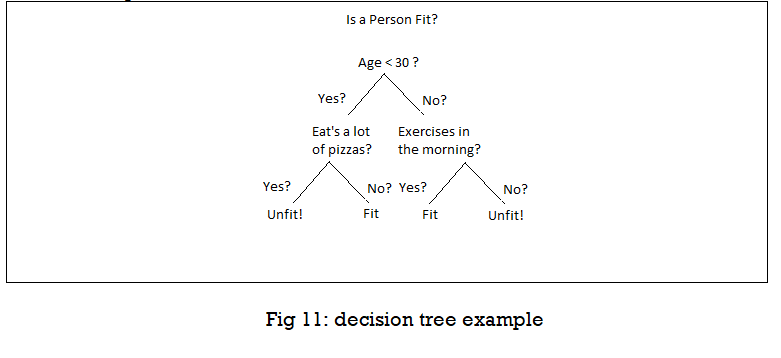 Is a Person Fit?
Age < 30 ?
Yes?
No?
Eat's a lot
of pizzas?
Exercises in
the morning?
Yes?
No?
Yes?
No?
Unfit!
Fit
Fit
Unfit!
Fig 11: decision tree example